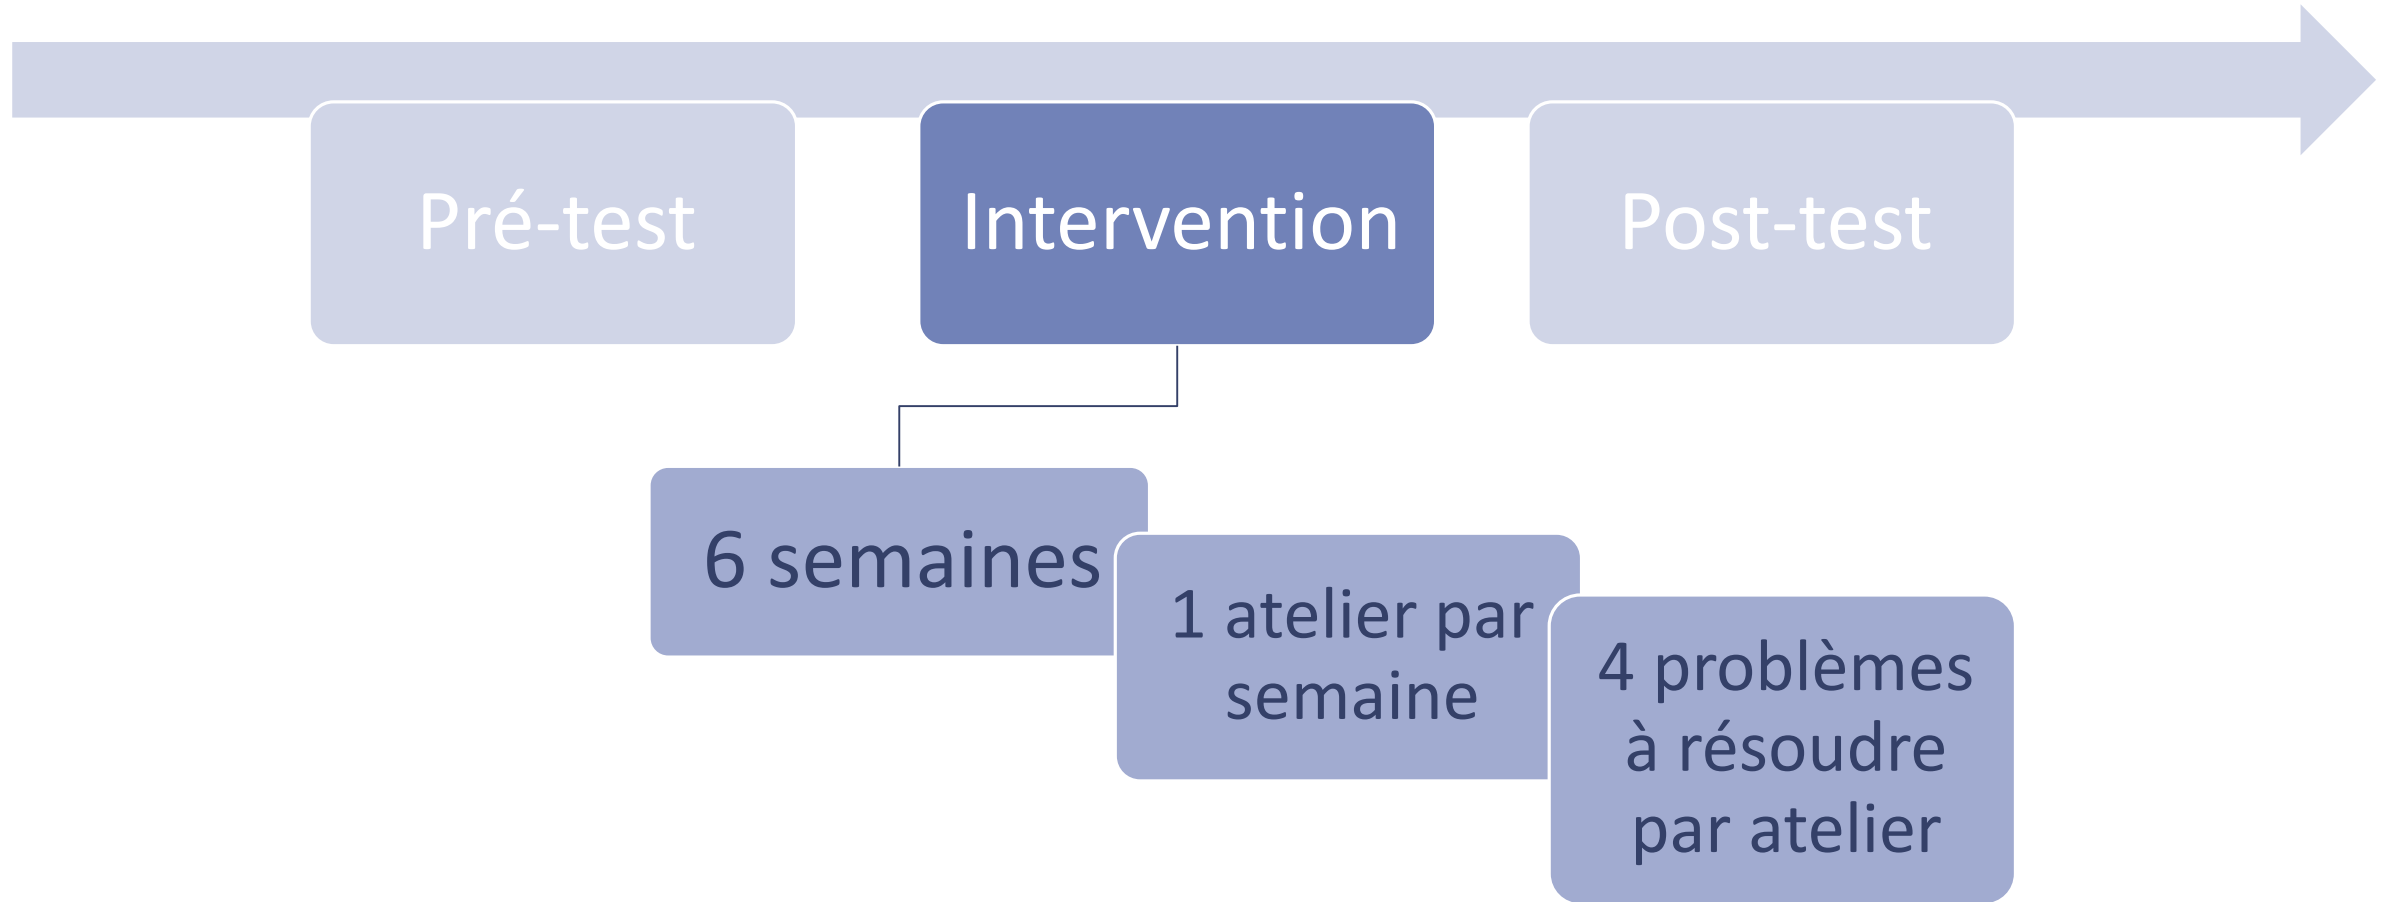 Pré-test
Intervention
Post-test
6 semaines
1 atelier par
semaine
4 problèmes
à résoudre
par atelier